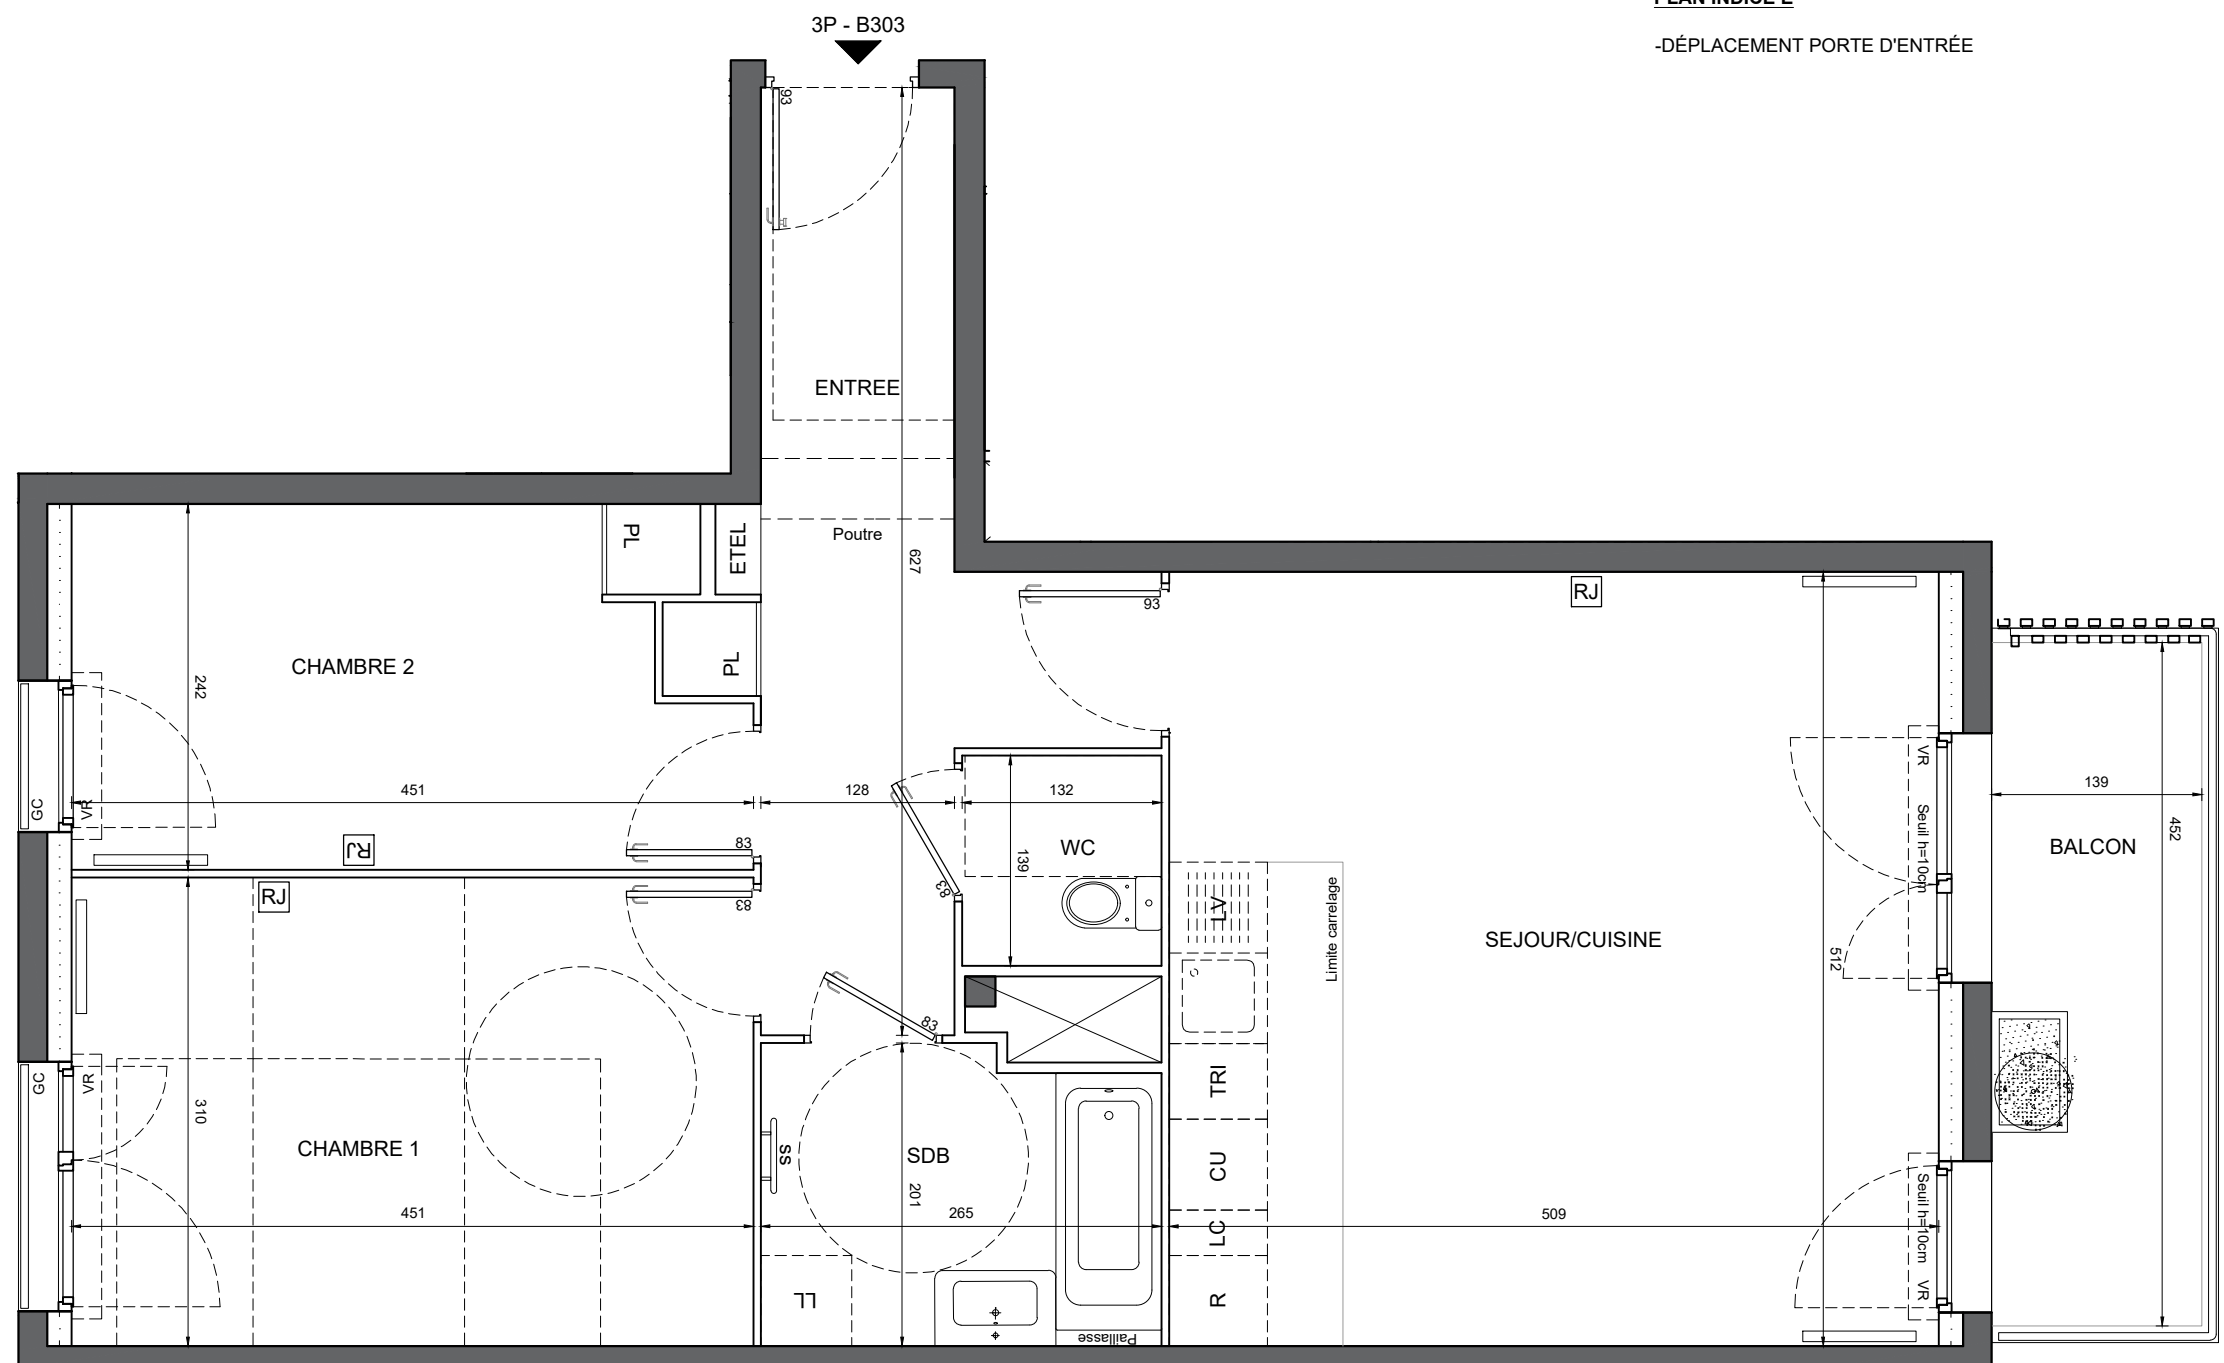 PLAN INDICE E
-DÉPLACEMENT PORTE D'ENTRÉE
3P - B303
93
ENTREE
Poutre
627
PL
ETEL
PL
CHAMBRE 2
242
451
GC
VR
RJ
83
128
83
132
139
WC
93
RJ
SEJOUR/CUISINE
512
509
Limite carrelage
LV
TRI
CU
LC
R
VR
Seuil h=10cm
Seuil h=10cm
VR
139
452
BALCON
RJ
83
GC
VR
310
CHAMBRE 1
451
83
SS
SDB
201
265
LL
Paillasse